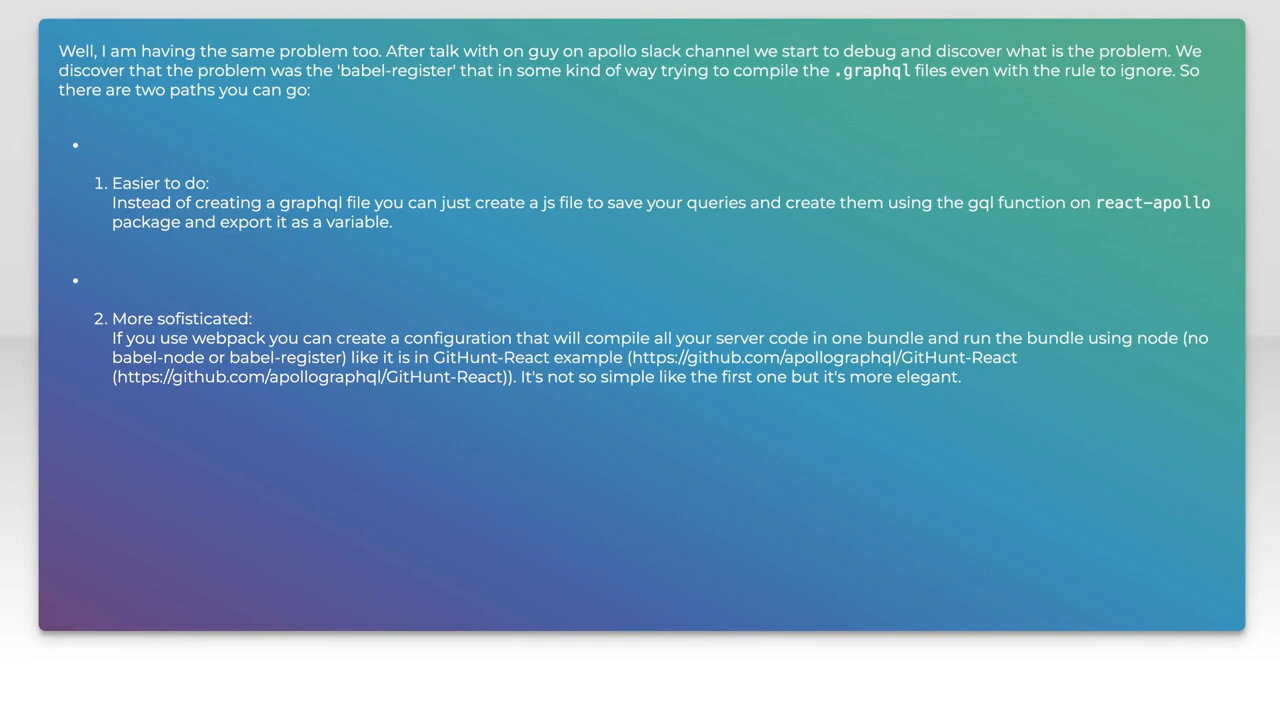 Well, I am having the same problem too. After talk with on guy on apollo slack channel we start to debug and discover what is the problem. We
discover that the problem was the 'babel-register' that in some kind of way trying to compile the .graphql files even with the rule to ignore. So
there are two paths you can go:
•
1. Easier to do:
Instead of creating a graphql file you can just create a js file to save your queries and create them using the gql function on react-apollo
package and export it as a variable.
•
2. More sofisticated:
If you use webpack you can create a configuration that will compile all your server code in one bundle and run the bundle using node (no
babel-node or babel-register) like it is in GitHunt-React example (https://github.com/apollographql/GitHunt-React
(https://github.com/apollographql/GitHunt-React)). It's not so simple like the first one but it's more elegant.